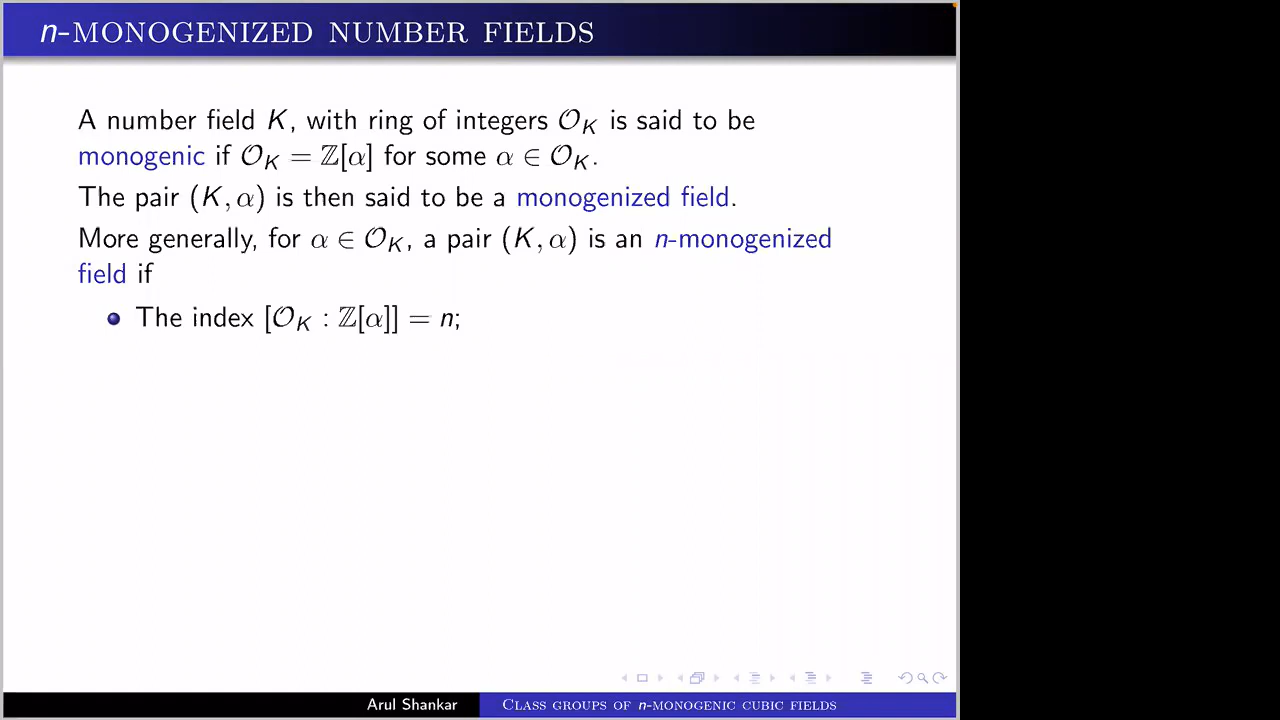 n-MONOGENIZED NUMBER FIELDS
A number field K, with ring of integers 𝒪_K is said to be
monogenic if 𝒪_K = ℤ[α] for some α ∈ 𝒪_K.
The pair (K, α) is then said to be a monogenized field.
More generally, for α ∈ 𝒪_K, a pair (K, α) is an n-monogenized
field if
The index [𝒪_K : ℤ[α]] = n;
Arul Shankar CLASS GROUPS OF n-MONOGENIC CUBIC FIELDS